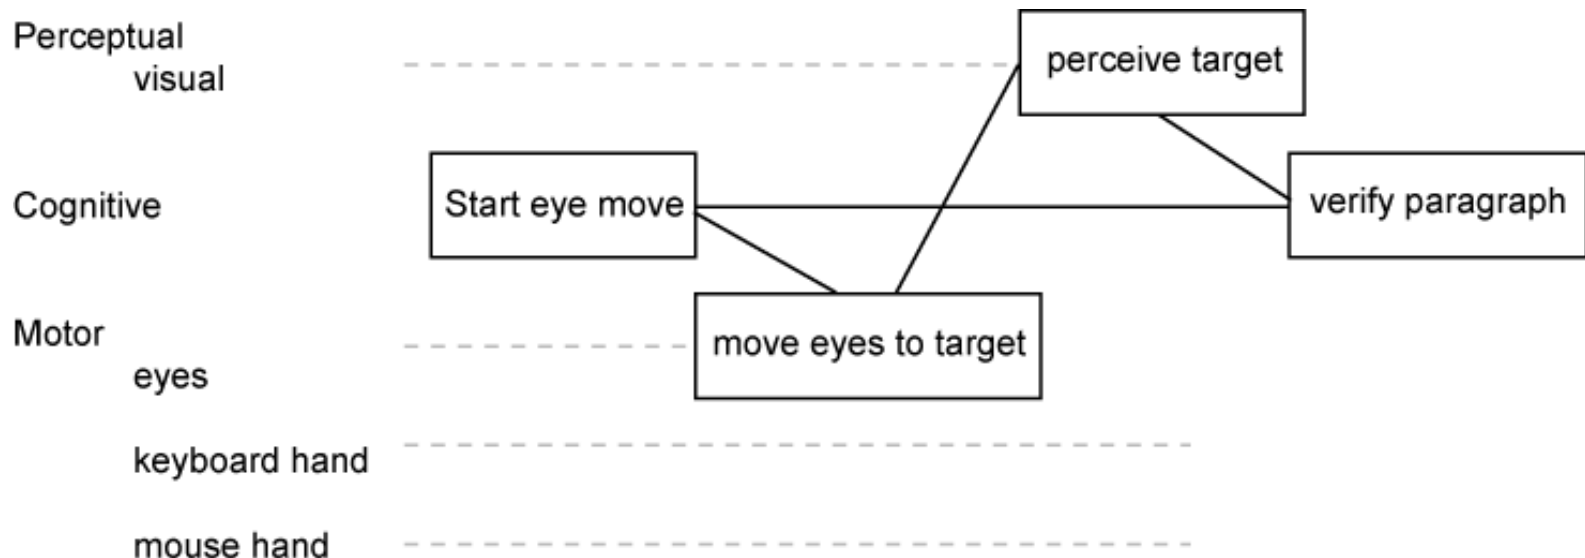 Perceptual
visual
perceive target
Cognitive
Start eye move
verify paragraph
Motor
eyes
move eyes to target
keyboard hand
mouse hand